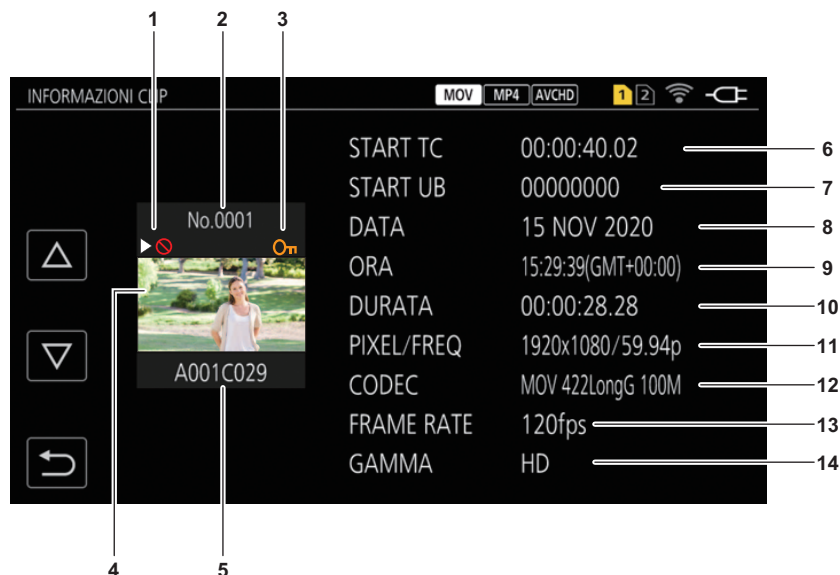 1 2 3
INFORMAZIONI CLIP MOV MP4 AVCHD 1 2
START TC 00:00:40.02 6
START UB 00000000 7
No.0001
DATA 15 NOV 2020 8
ORA 15:29:39(GMT+00:00) 9
DURATA 00:00:28.28 10
PIXEL/FREQ 1920x1080/59.94p 11
A001C029
CODEC MOV 422LongG 100M 12
FRAME RATE 120fps 13
GAMMA HD 14
4 5